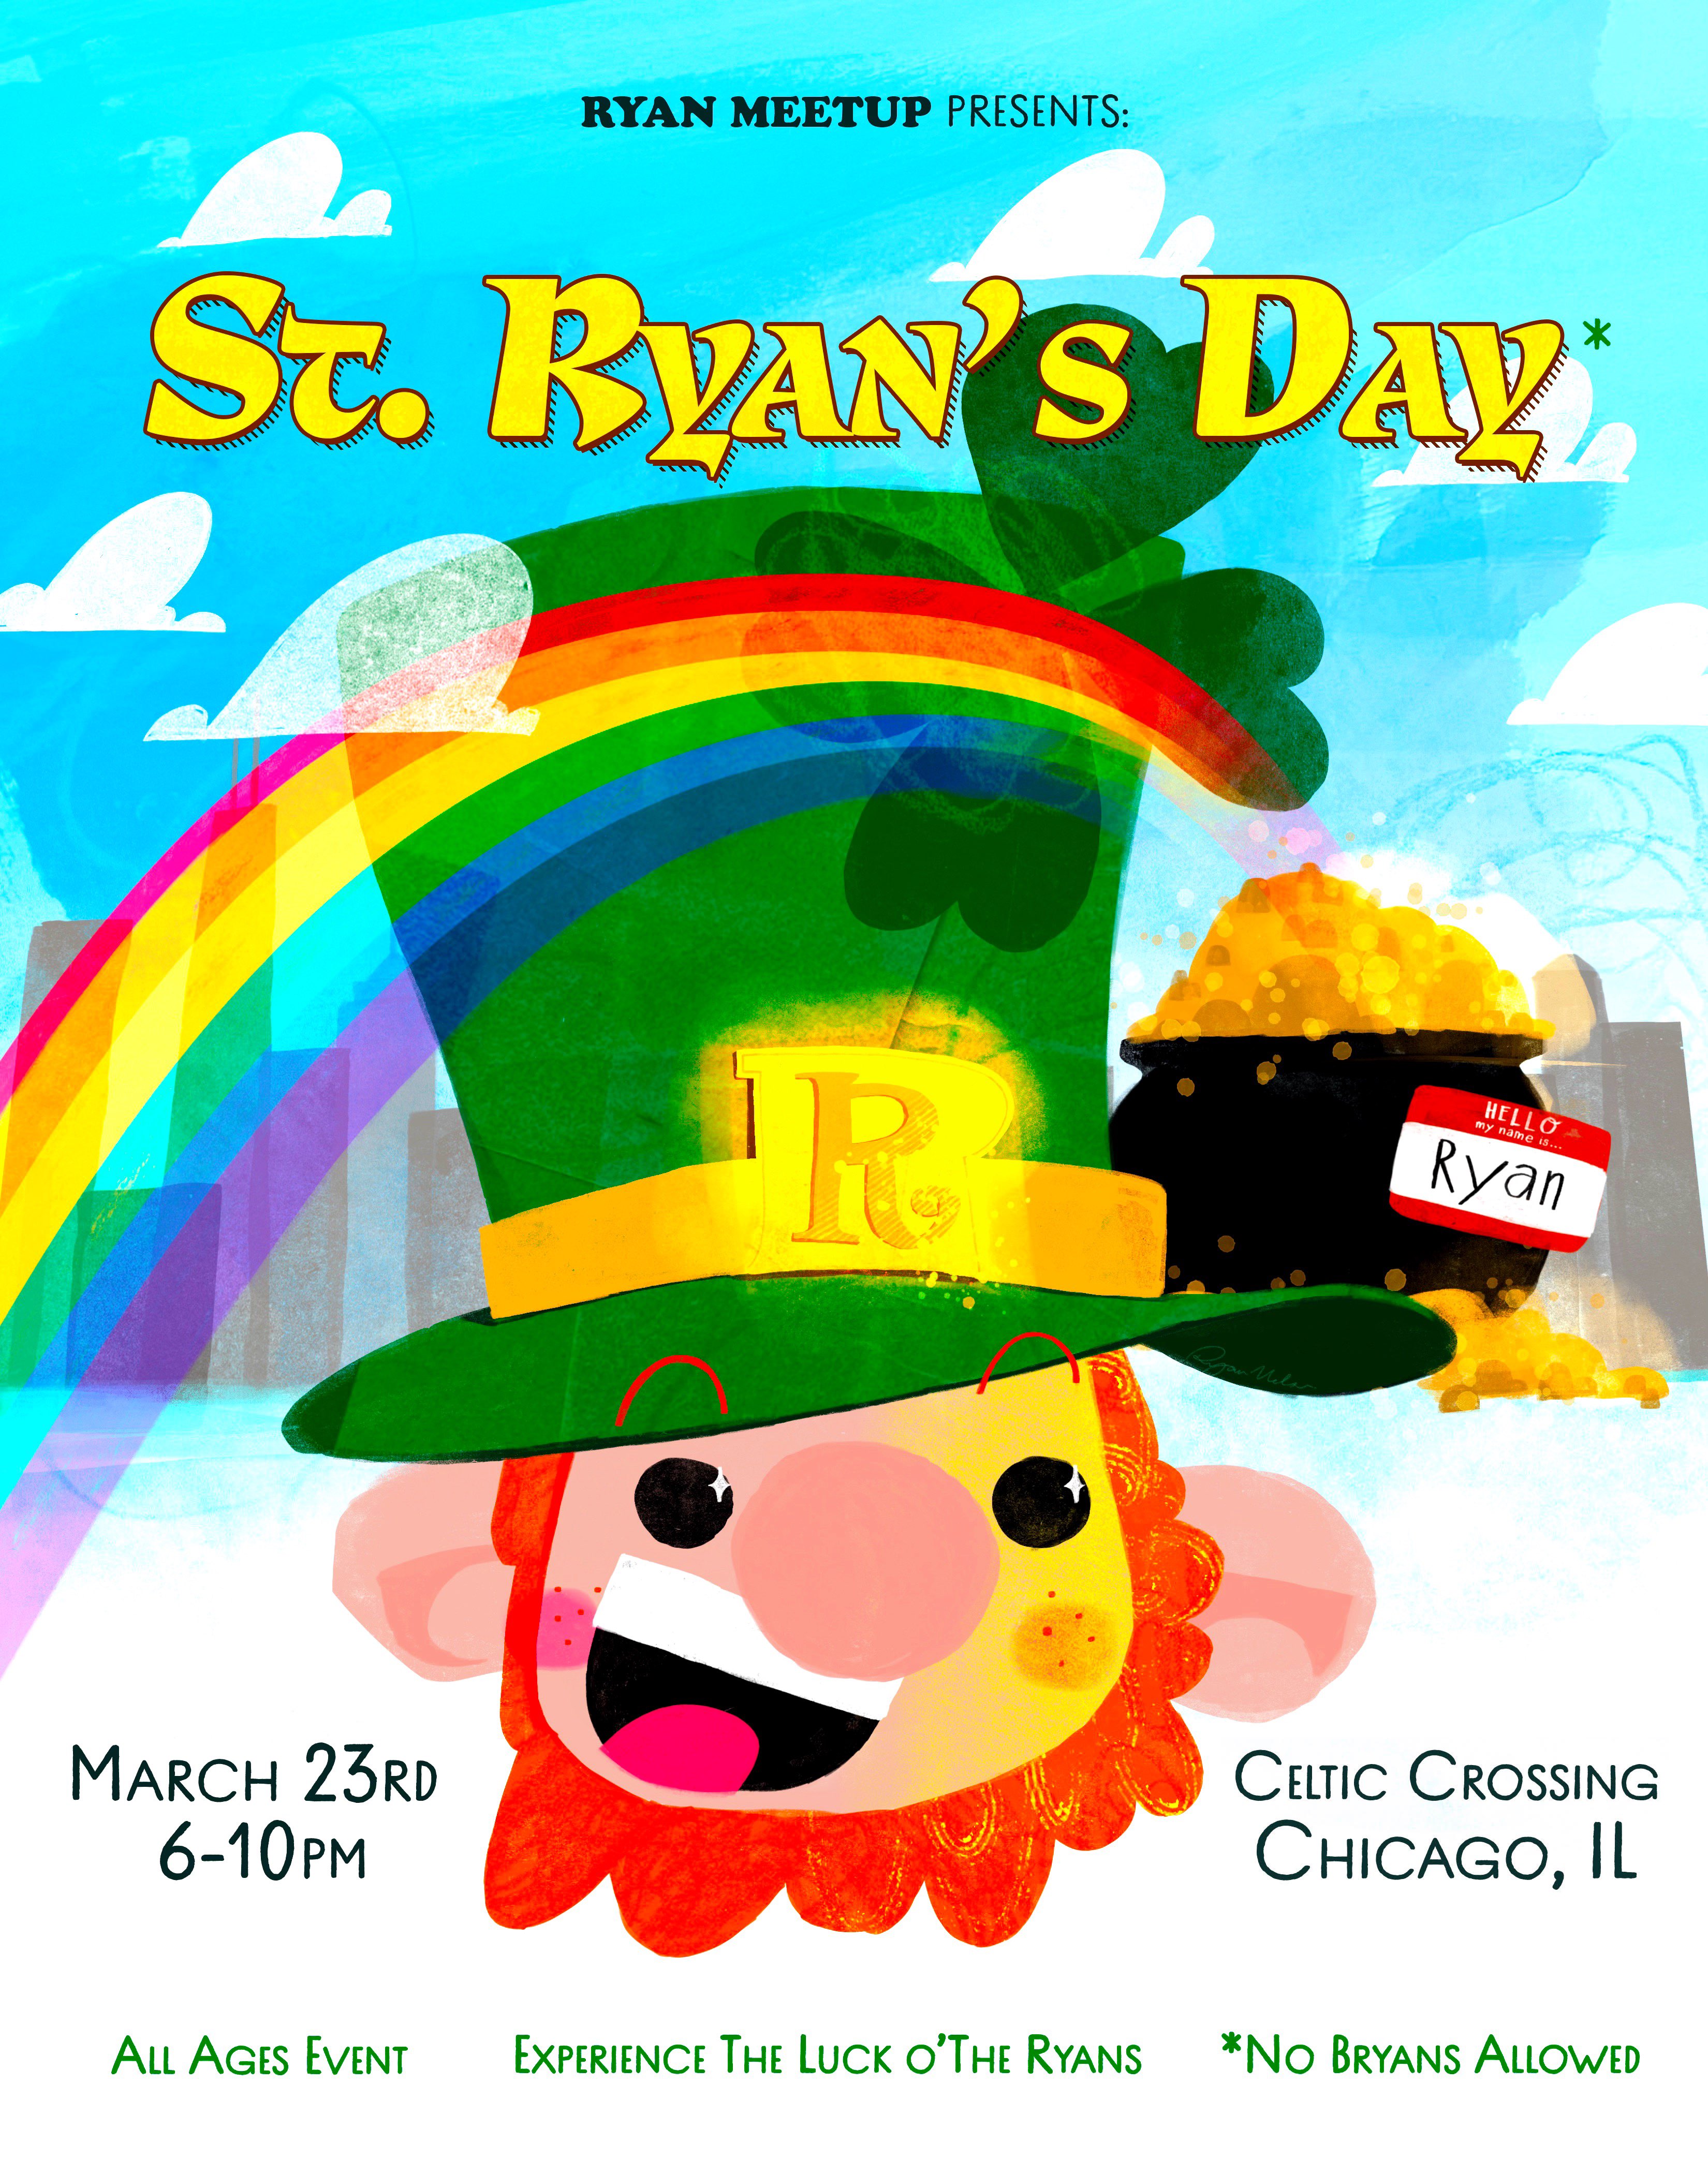 RYAN MEETUP PRESENTS:
ST. RYAN'S DAY*
R
HELLO
my name is...
Ryan
MARCH 23RD
6-10PM
CELTIC CROSSING
CHICAGO, IL
ALL AGES EVENT
EXPERIENCE THE LUCK O'THE RYANS
*NO BRYANS ALLOWED